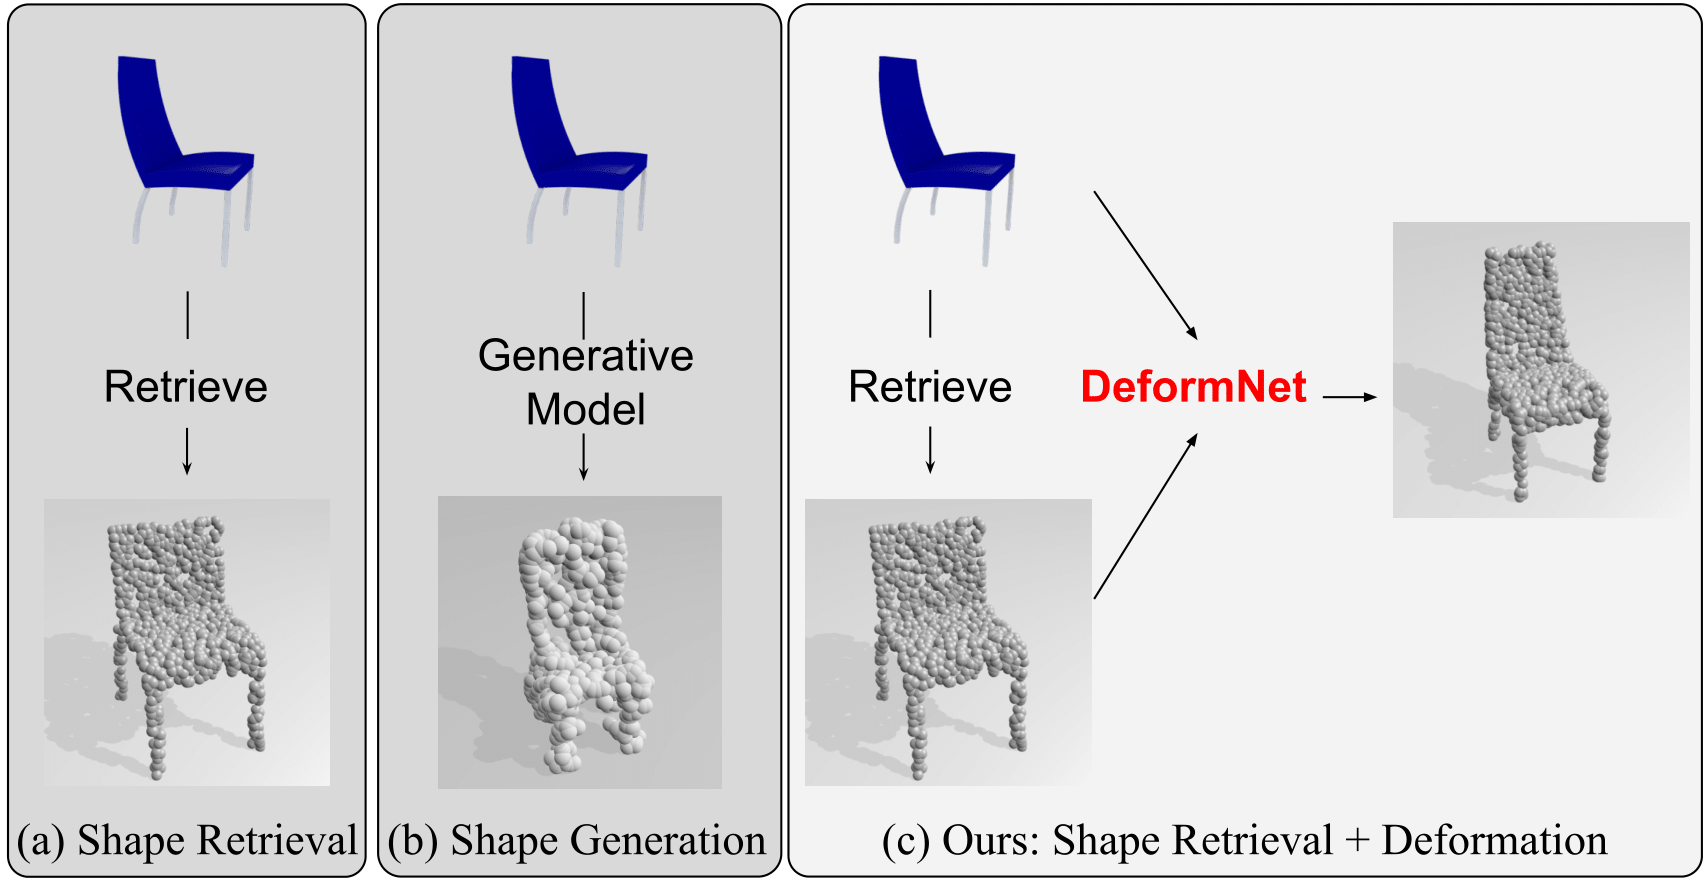 Retrieve
(a) Shape Retrieval
Generative
Model
(b) Shape Generation
Retrieve
DeformNet
(c) Ours: Shape Retrieval + Deformation